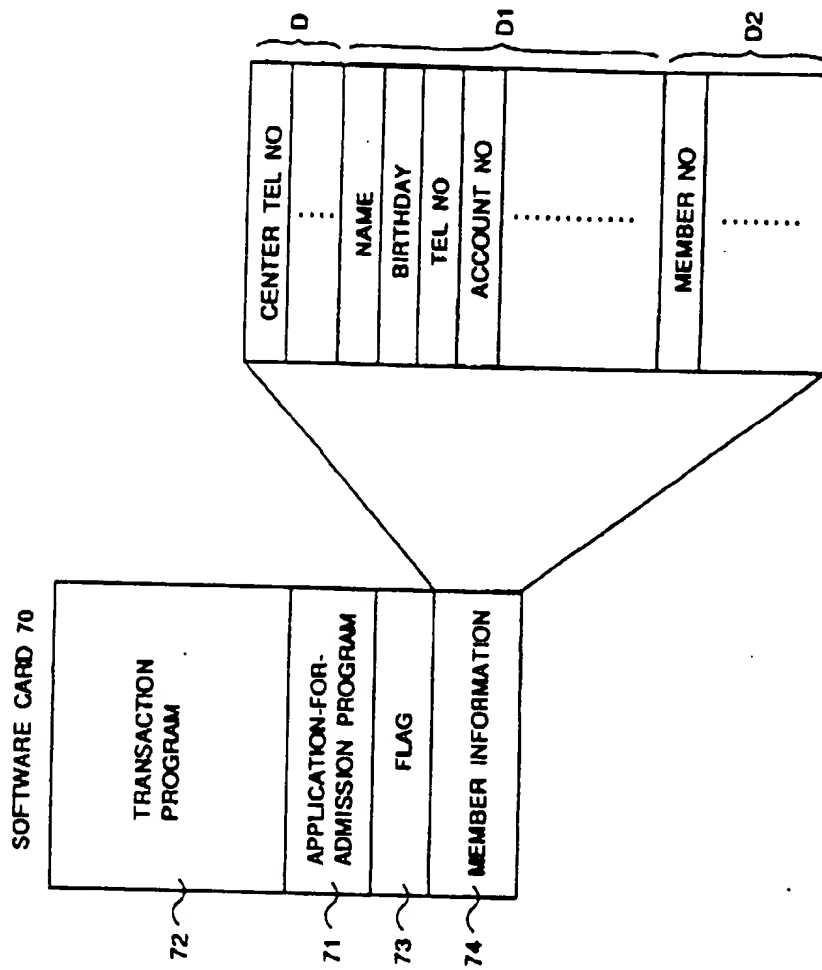 SOFTWARE CARD 70
72
TRANSACTION
PROGRAM
71
APPLICATION-FOR-
ADMISSION PROGRAM
73
FLAG
74
MEMBER INFORMATION
CENTER TEL NO
.....
NAME
BIRTHDAY
TEL NO
ACCOUNT NO
..............
MEMBER NO
........
D
D1
D2